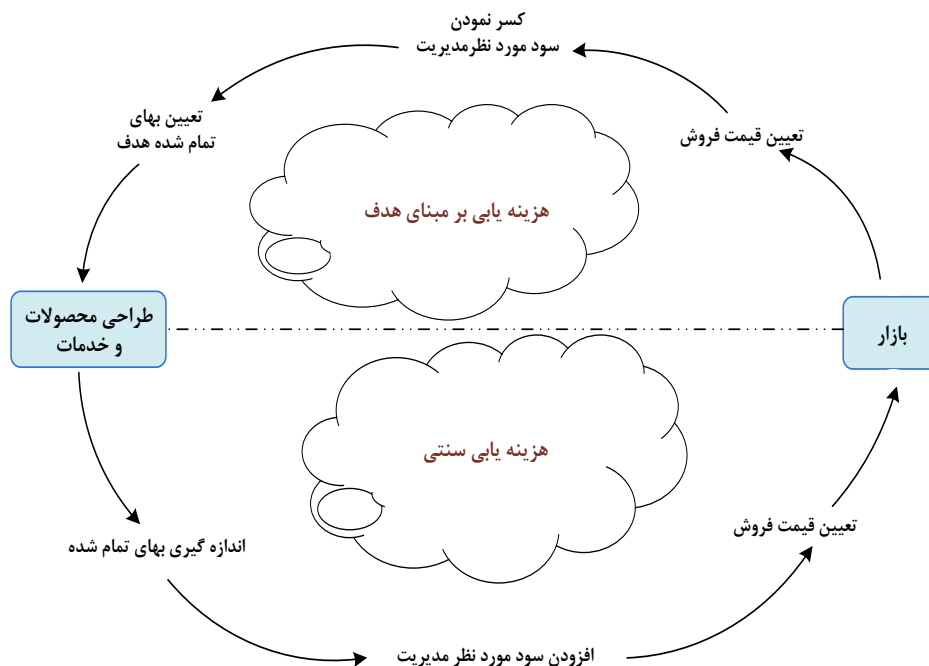 کسر نمودن
سود مورد نظرمدیریت
تعیین بهای
تمام شده هدف
تعیین قیمت فروش
هزینه یابی بر مبنای هدف
طراحی محصولات
و خدمات
بازار
هزینه یابی سنتی
تعیین قیمت فروش
اندازه گیری بهای تمام شده
افزودن سود مورد نظر مدیریت